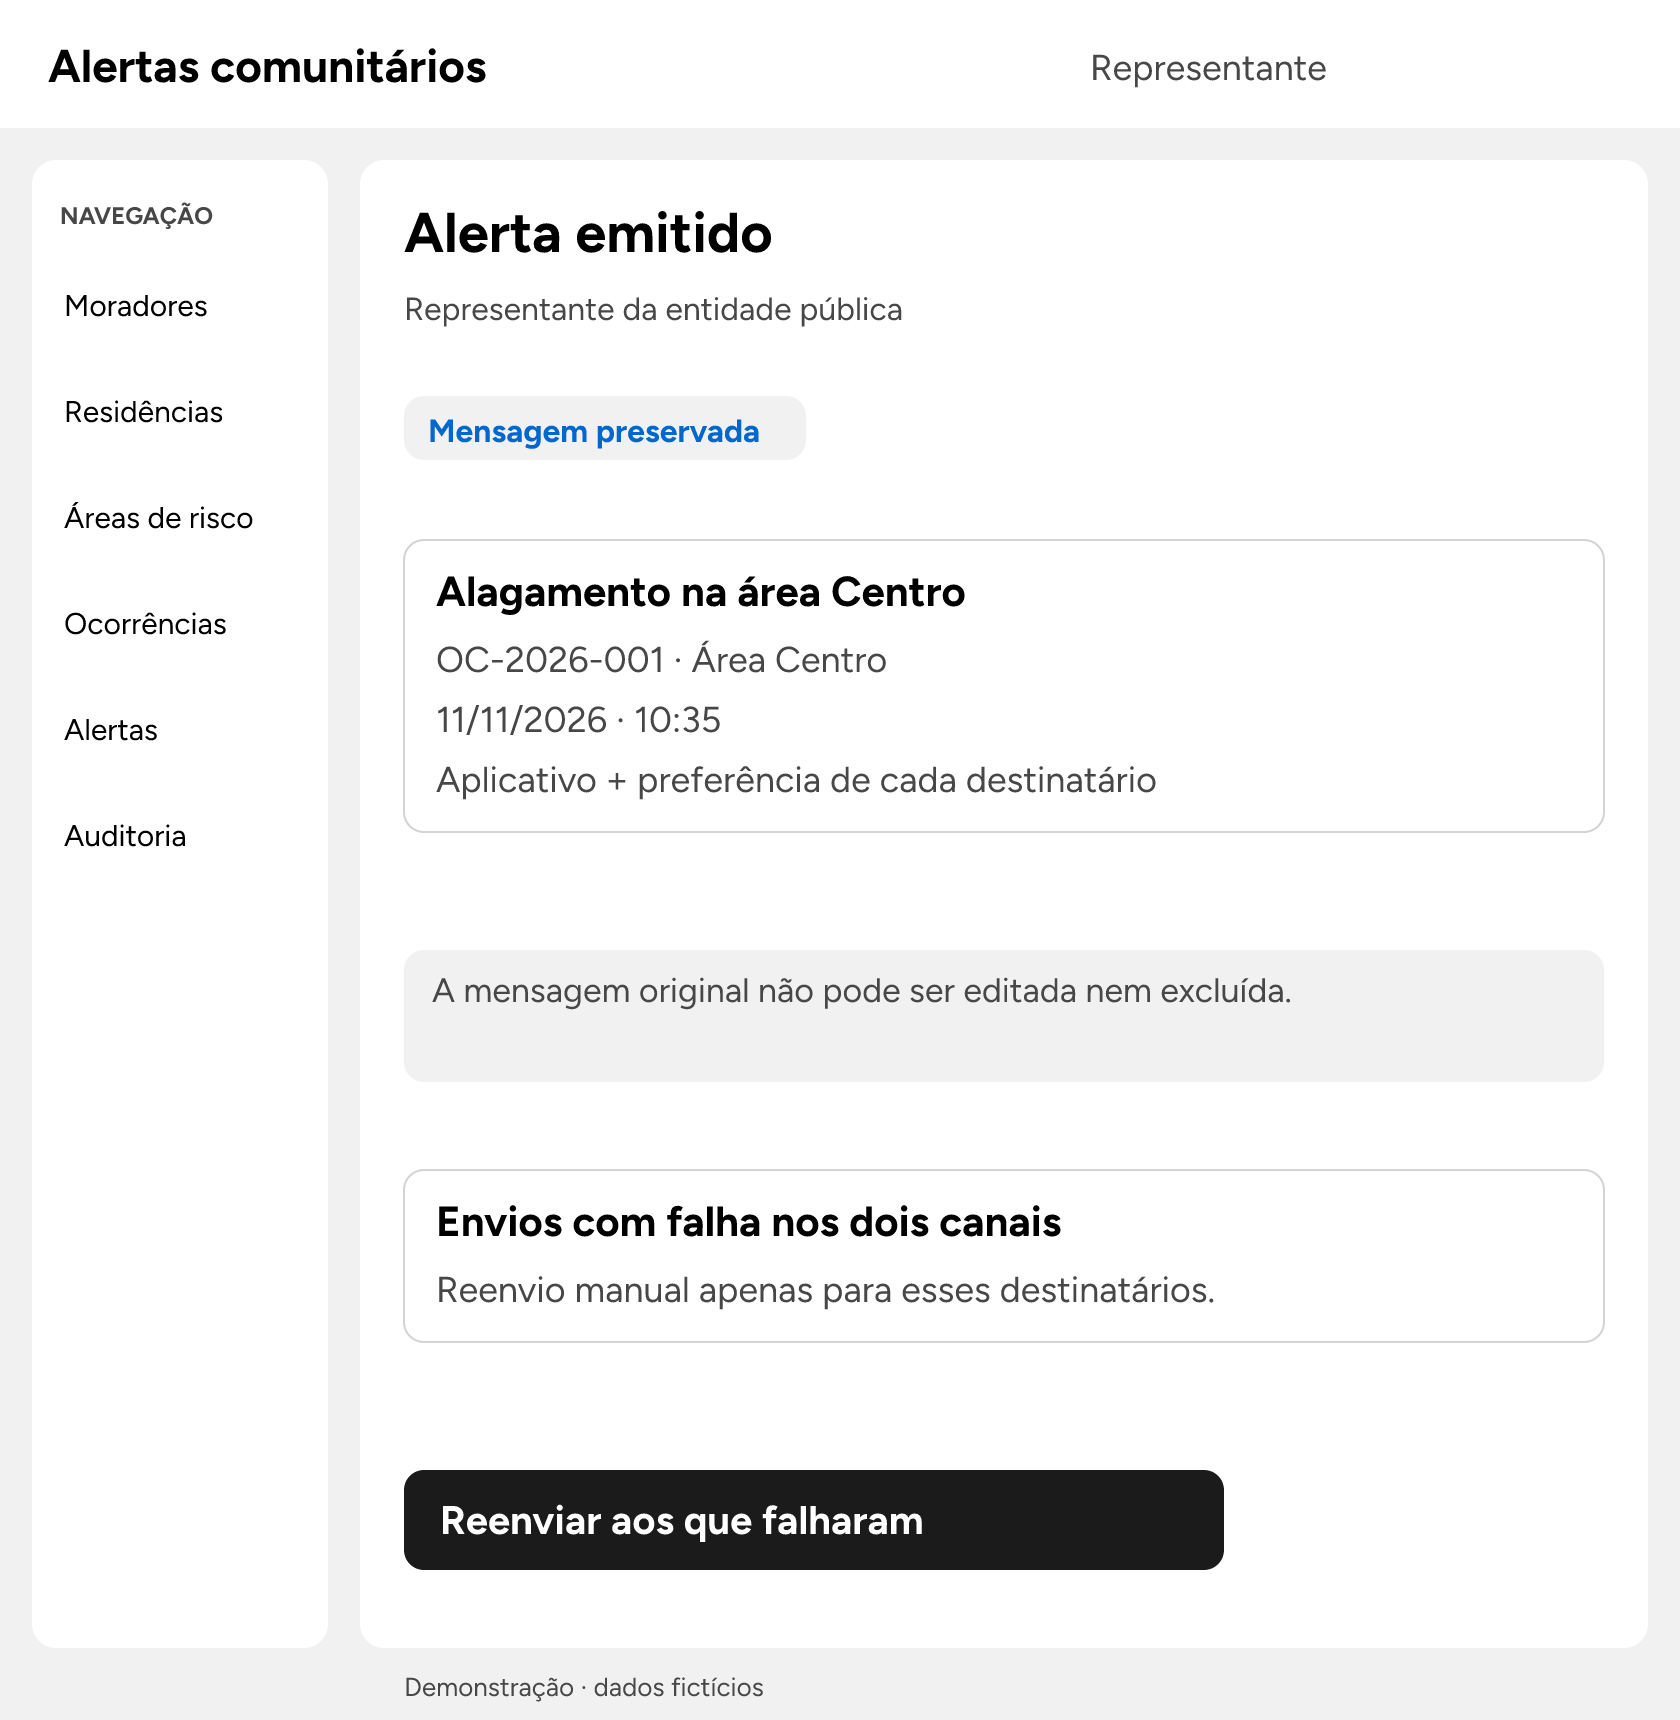 Alertas comunitários
Representante
NAVEGAÇÃO
Moradores
Residências
Áreas de risco
Ocorrências
Alertas
Auditoria
Alerta emitido
Representante da entidade pública
Mensagem preservada
Alagamento na área Centro
OC-2026-001 · Área Centro
11/11/2026 · 10:35
Aplicativo + preferência de cada destinatário
A mensagem original não pode ser editada nem excluída.
Envios com falha nos dois canais
Reenvio manual apenas para esses destinatários.
Reenviar aos que falharam
Demonstração · dados fictícios